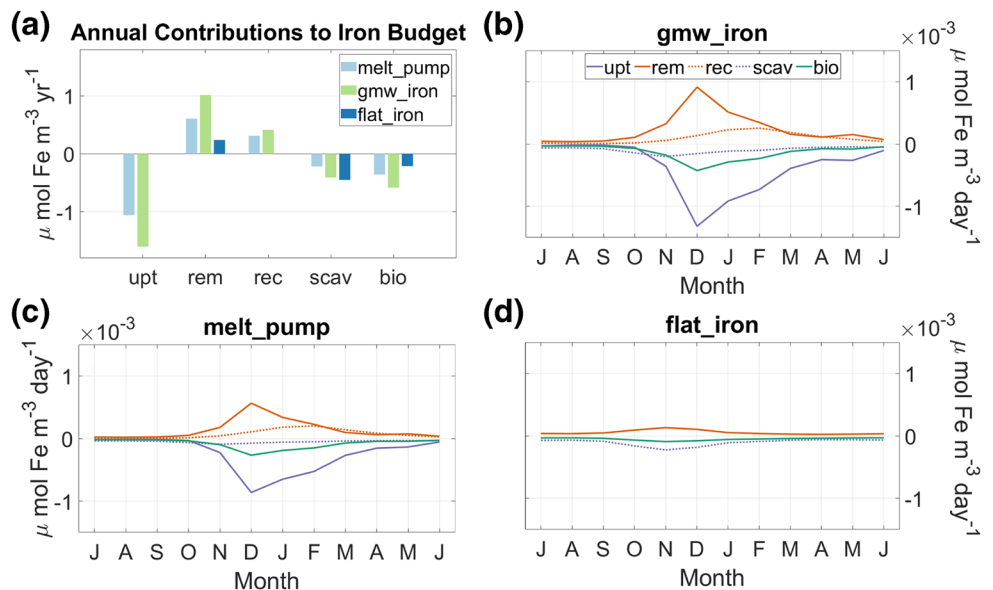 (a)
Annual Contributions to Iron Budget
μ mol Fe m-3 yr-1
1
0
-1
melt_pump
gmw_iron
flat_iron
upt rem rec scav bio
(b)
gmw_iron
×10-3
upt rem rec scav bio
1
0
-1
μ mol Fe m-3 day-1
J A S O N D J F M A M J
Month
(c)
melt_pump
×10-3
μ mol Fe m-3 day-1
1
0
-1
J A S O N D J F M A M J
Month
(d)
flat_iron
×10-3
1
0
-1
μ mol Fe m-3 day-1
J A S O N D J F M A M J
Month